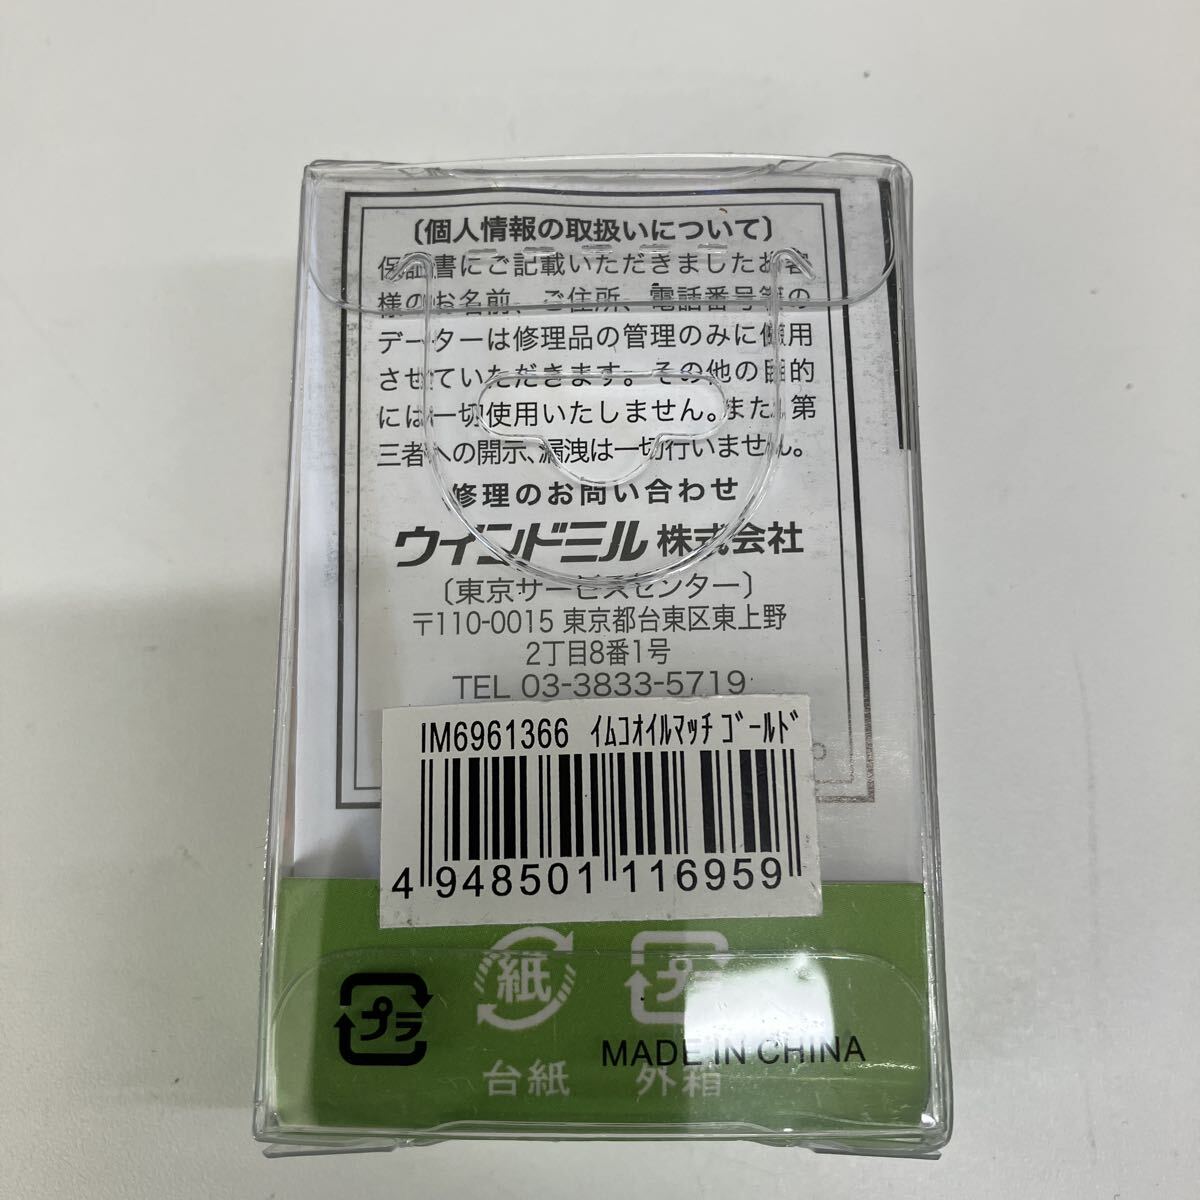 〔個人情報の取扱いについて〕
保証書にご記載いただきましたお客
様のお名前、ご住所、電話番号等の
データーは修理品の管理のみに使用
させていただきます。その他の目的
には一切使用いたしません。また、第
三者への開示、漏洩は一切行いません。
修理のお問い合わせ
ウインドミル株式会社
〔東京サービスセンター〕
〒110-0015 東京都台東区東上野
2丁目8番1号
TEL 03-3833-5719
IM6961366 ｲﾑｺｵｲﾙﾏｯﾁ ｺﾞｰﾙﾄﾞ
4 948501 116959
紙
プラ
プラ
MADE IN CHINA
台紙
外箱